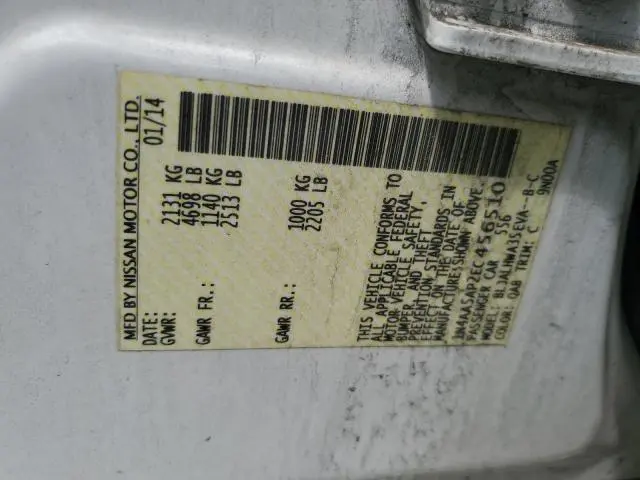 MFD BY NISSAN MOTOR CO., LTD.
DATE: 01/14
GVWR: 2131 KG
4698 LB
GAWR FR.: 1140 KG
2513 LB
GAWR RR.: 1000 KG
2205 LB
THIS VEHICLE CONFORMS TO
ALL APPLICABLE FEDERAL
MOTOR VEHICLE SAFETY,
BUMPER, AND THEFT
PREVENTION STANDARDS IN
EFFECT ON THE DATE OF
MANUFACTURE SHOWN ABOVE.
1N4AA5AP2EC456510
PASSENGER CAR 556
MODEL: BLJALHWA35EVA--B-C
COLOR: QAB TRIM: C 9N00A